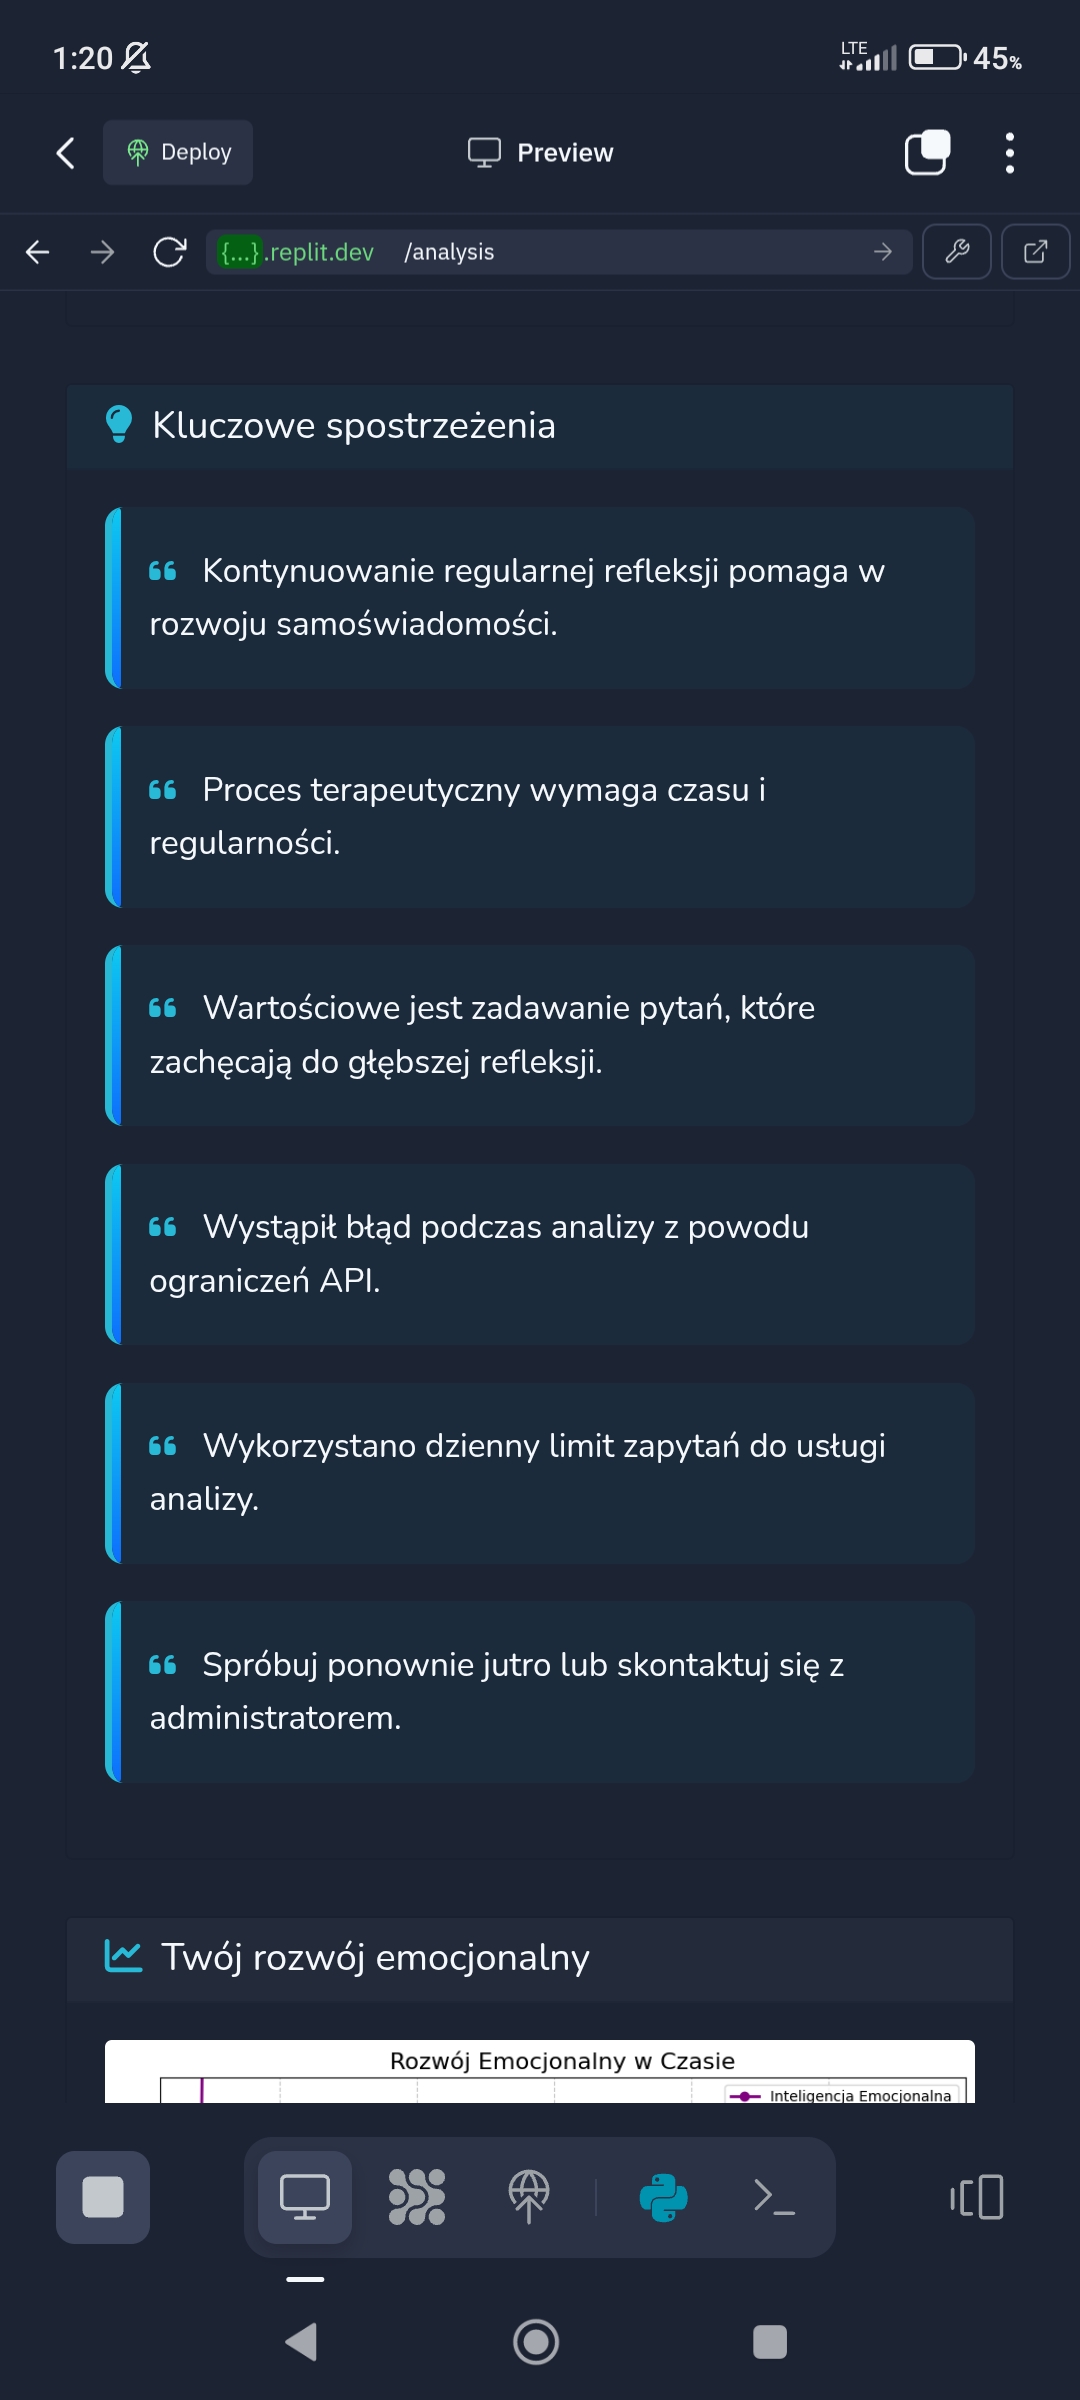 1:20
LTE
45%
Deploy
Preview
{...}.replit.dev /analysis
Kluczowe spostrzeżenia
Kontynuowanie regularnej refleksji pomaga w
rozwoju samoświadomości.
Proces terapeutyczny wymaga czasu i
regularności.
Wartościowe jest zadawanie pytań, które
zachęcają do głębszej refleksji.
Wystąpił błąd podczas analizy z powodu
ograniczeń API.
Wykorzystano dzienny limit zapytań do usługi
analizy.
Spróbuj ponownie jutro lub skontaktuj się z
administratorem.
Twój rozwój emocjonalny
Rozwój Emocjonalny w Czasie
Inteligencja Emocjonalna